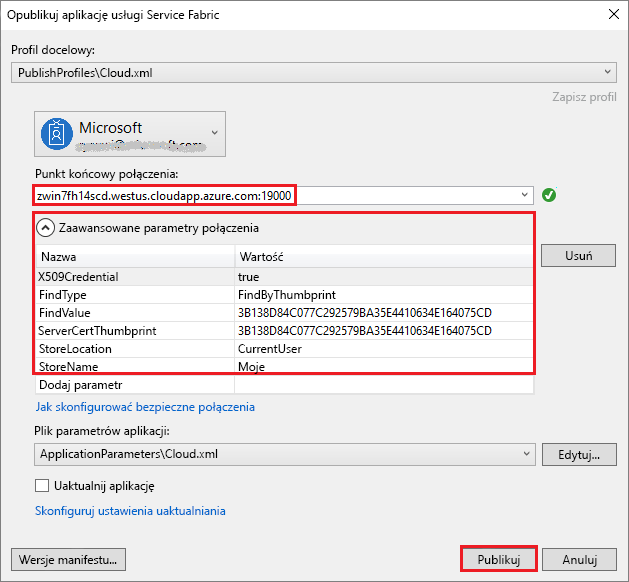 Opublikuj aplikację usługi Service Fabric
Profil docelowy:
PublishProfiles\Cloud.xml
Zapisz profil
Microsoft
Punkt końcowy połączenia:
zwin7fh14scd.westus.cloudapp.azure.com:19000
Zaawansowane parametry połączenia
Nazwa Wartość
X509Credential true
FindType FindByThumbprint
FindValue 3B138D84C077C292579BA35E4410634E164075CD
ServerCertThumbprint 3B138D84C077C292579BA35E4410634E164075CD
StoreLocation CurrentUser
StoreName Moje
Dodaj parametr
Usuń
Jak skonfigurować bezpieczne połączenia
Plik parametrów aplikacji:
ApplicationParameters\Cloud.xml
Edytuj...
Uaktualnij aplikację
Skonfiguruj ustawienia uaktualniania
Wersje manifestu...
Publikuj
Anuluj